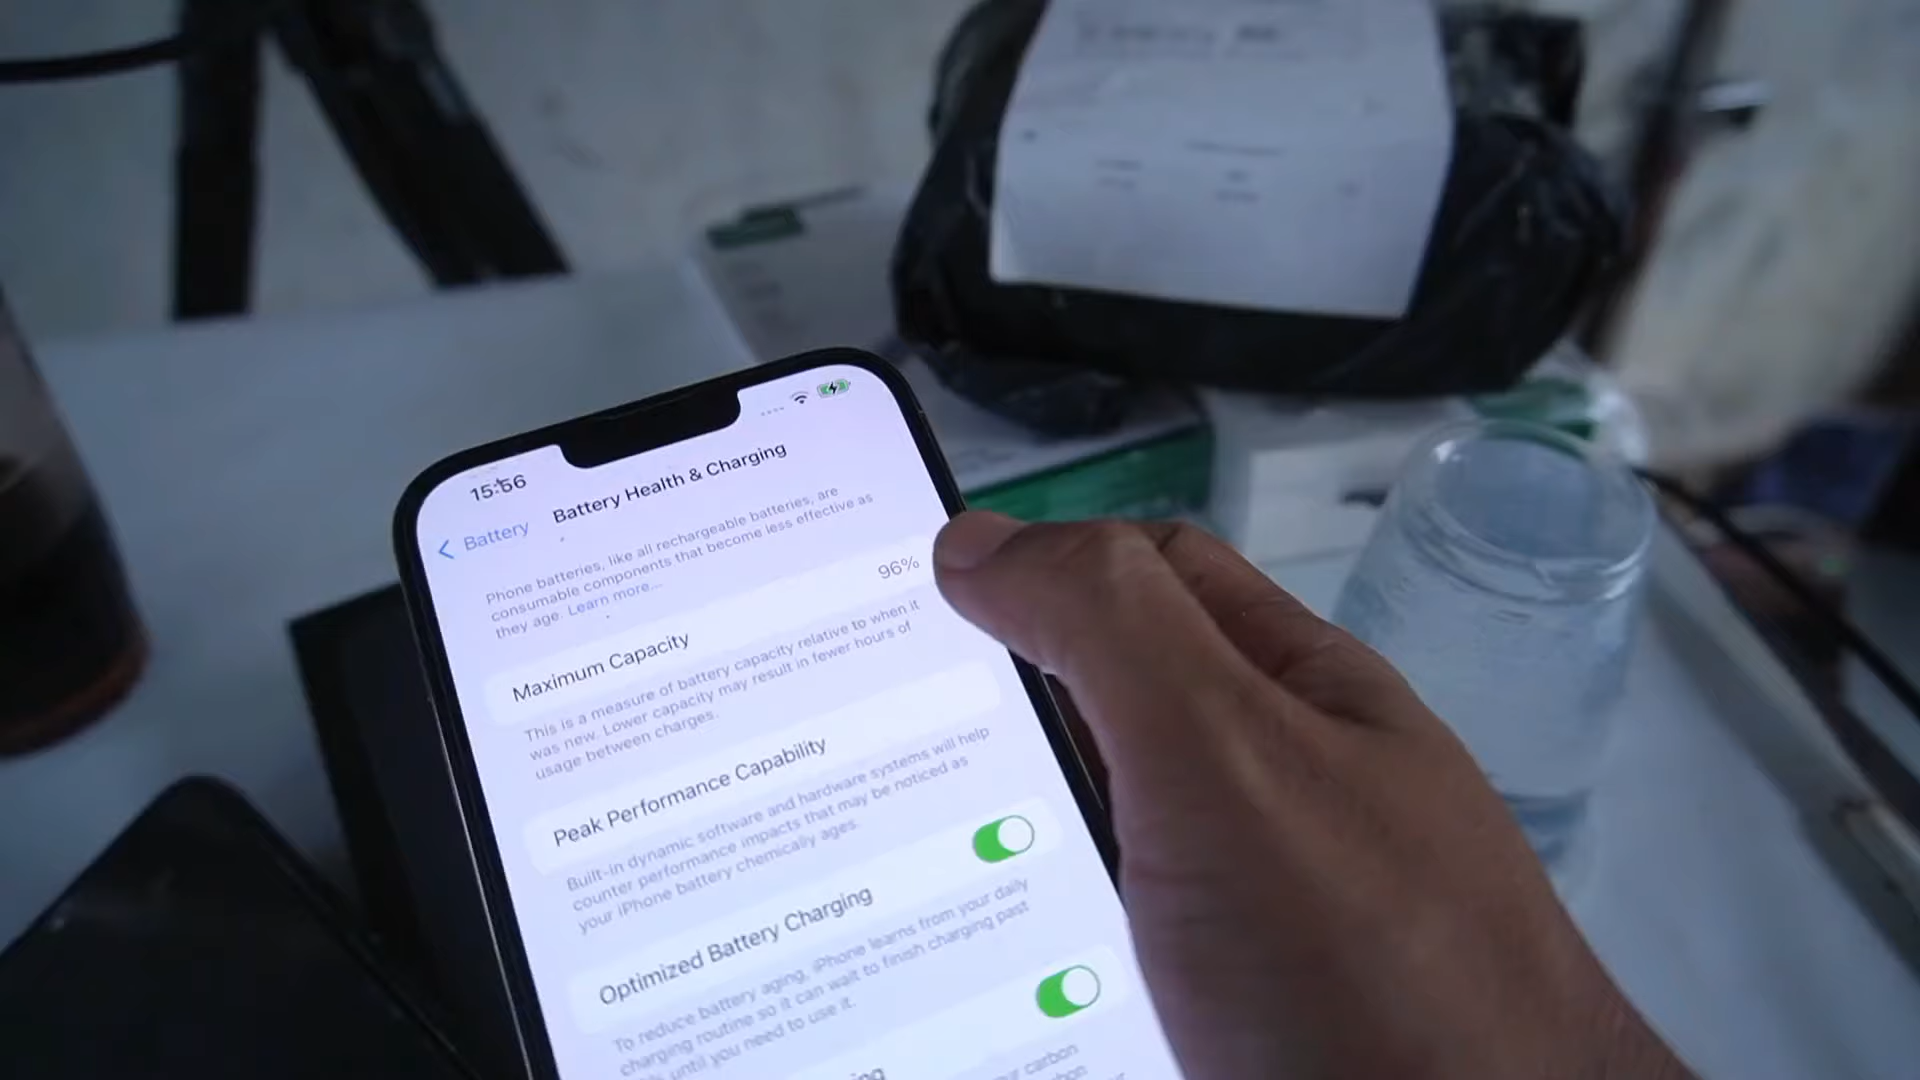 15:56
Battery
Battery Health & Charging
Phone batteries, like all rechargeable batteries, are
consumable components that become less effective as
they age. Learn more...
Maximum Capacity
96%
This is a measure of battery capacity relative to when it
was new. Lower capacity may result in fewer hours of
usage between charges.
Peak Performance Capability
Built-in dynamic software and hardware systems will help
counter performance impacts that may be noticed as
your iPhone battery chemically ages.
Optimized Battery Charging
To reduce battery aging, iPhone learns from your daily
charging routine so it can wait to finish charging past
until you need to use it.
carbon